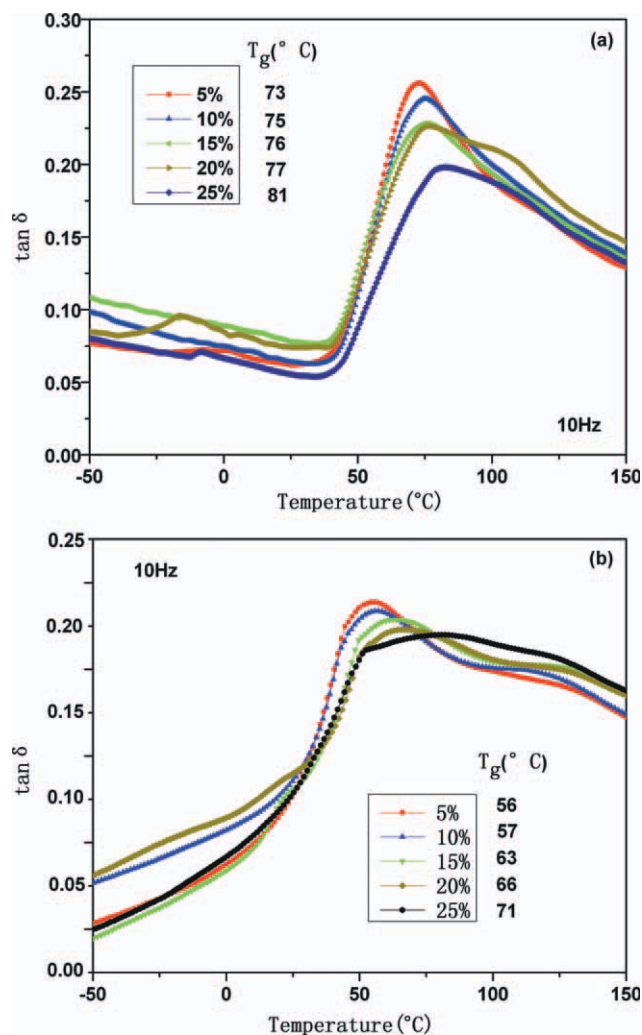 (a)
T_g(° C)
5% 73
10% 75
15% 76
20% 77
25% 81
tan δ
0.30
0.25
0.20
0.15
0.10
0.05
0.00
10Hz
-50 0 50 100 150
Temperature(°C)
(b)
10Hz
tan δ
0.25
0.20
0.15
0.10
0.05
0.00
T_g(° C)
5% 56
10% 57
15% 63
20% 66
25% 71
-50 0 50 100 150
Temperature(°C)